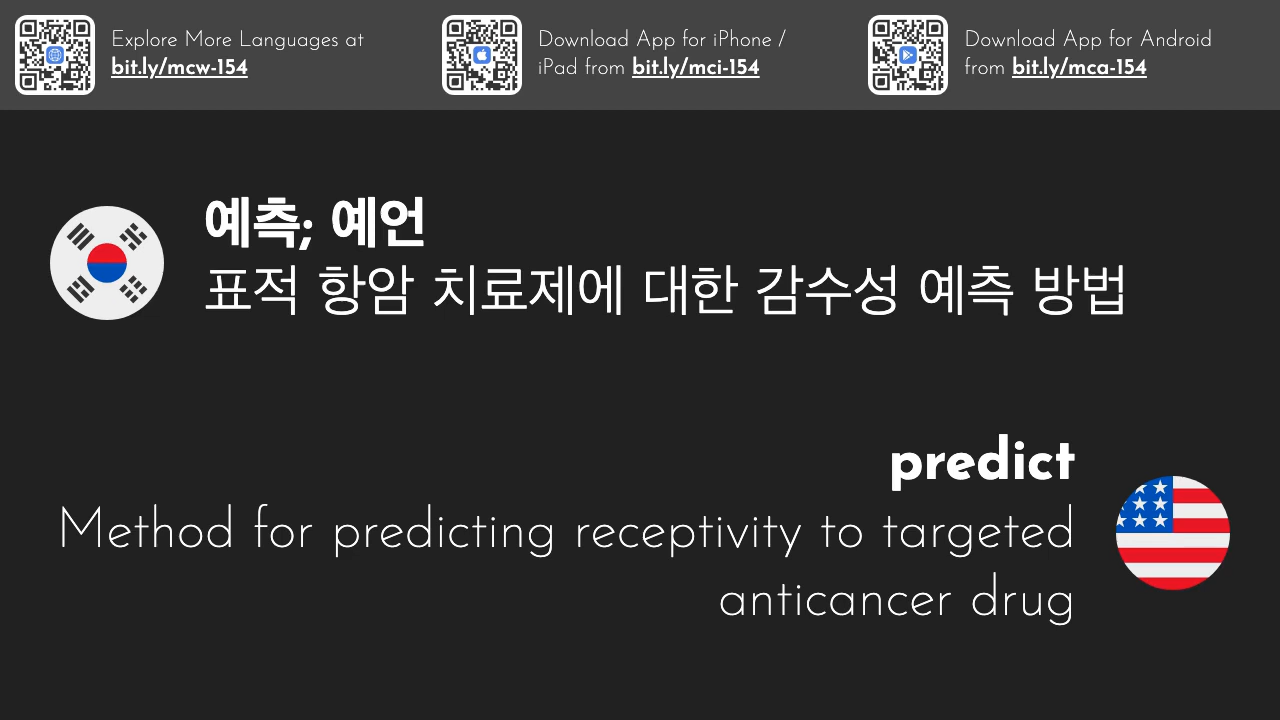 Explore More Languages at
bit.ly/mcw-154
Download App for iPhone /
iPad from bit.ly/mci-154
Download App for Android
from bit.ly/mca-154
예측; 예언
표적 항암 치료제에 대한 감수성 예측 방법
predict
Method for predicting receptivity to targeted
anticancer drug